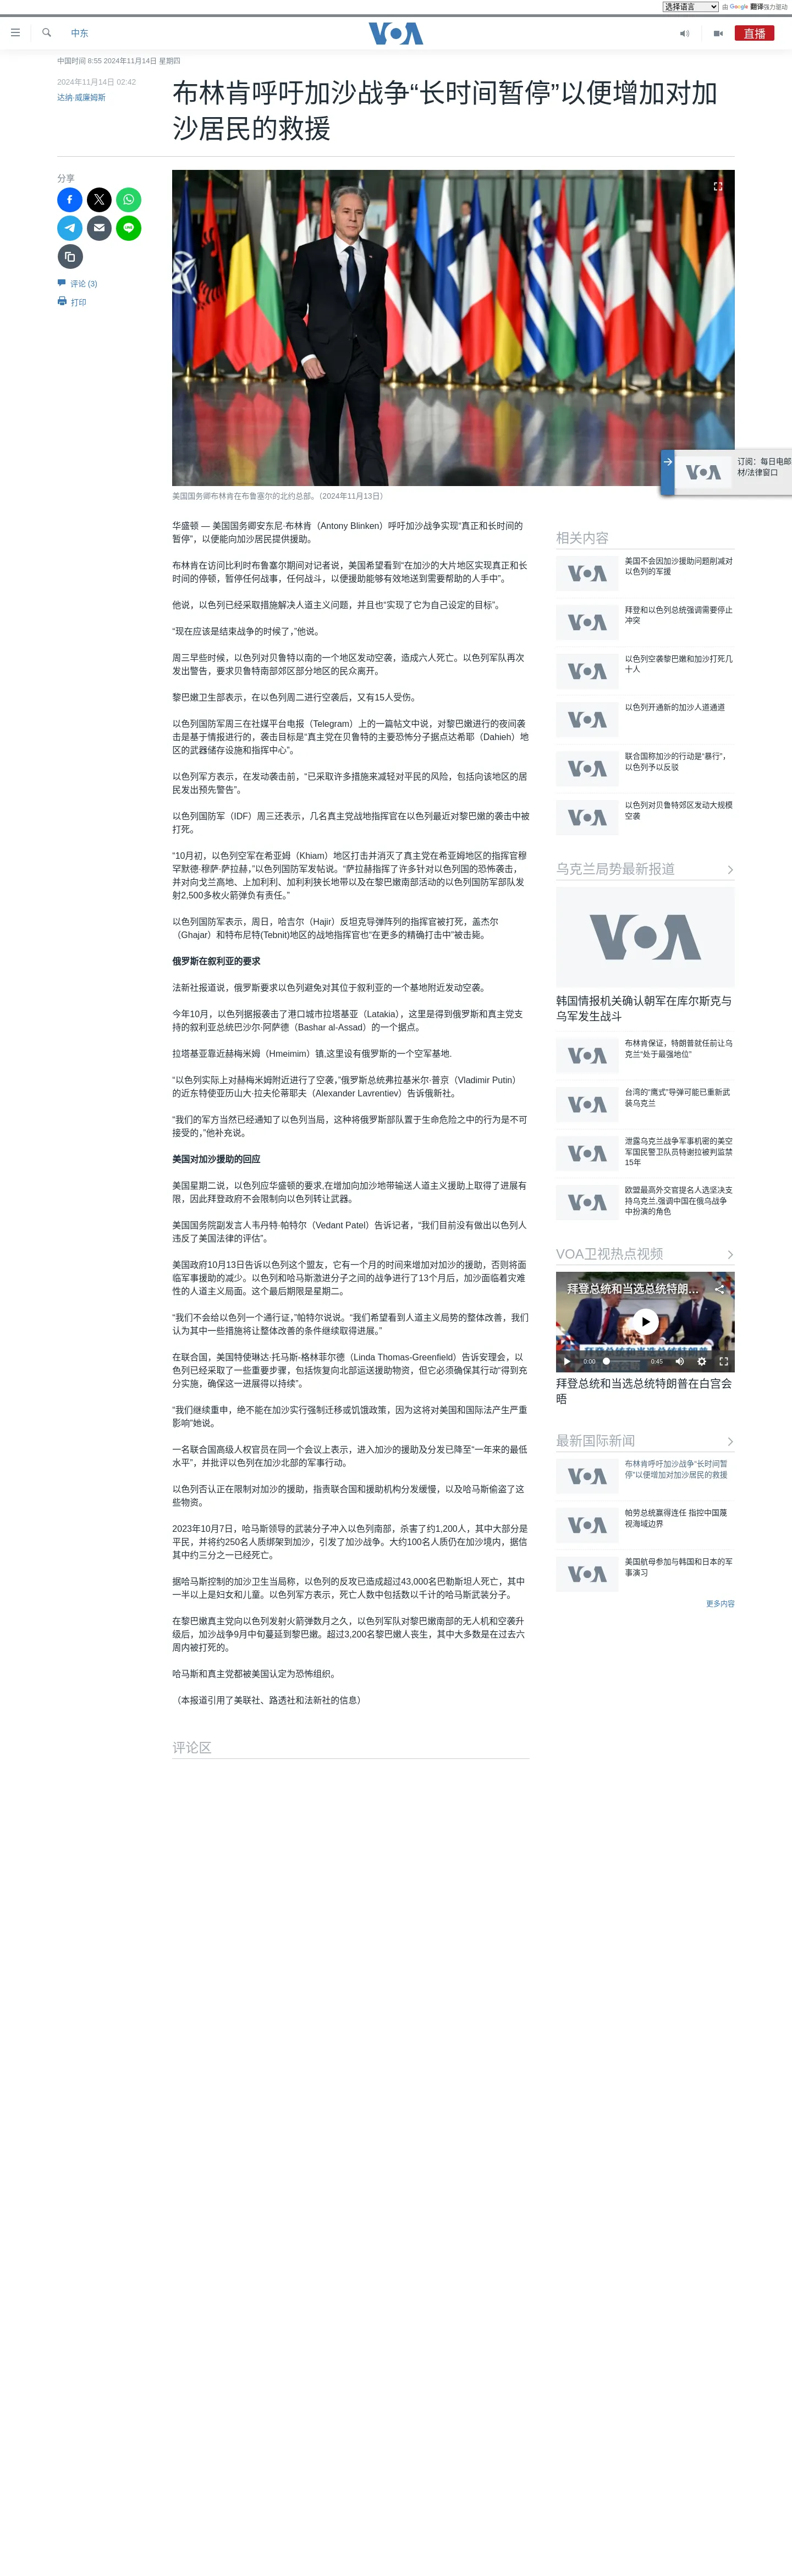 选择语言 由 Google 翻译强力驱动
中东
VOA
直播
中国时间 8:55 2024年11月14日 星期四
2024年11月14日 02:42
达纳·威廉姆斯
布林肯呼吁加沙战争“长时间暂停”以便增加对加
沙居民的救援
分享
评论 (3)
打印
订阅：每日电邮
材/法律窗口
VOA
美国国务卿布林肯在布鲁塞尔的北约总部。（2024年11月13日）
华盛顿 — 美国国务卿安东尼·布林肯（Antony Blinken）呼吁加沙战争实现“真正和长时间的
暂停”，以便能向加沙居民提供援助。
布林肯在访问比利时布鲁塞尔期间对记者说，美国希望看到“在加沙的大片地区实现真正和长
时间的停顿，暂停任何战事，任何战斗，以便援助能够有效地送到需要帮助的人手中”。
他说，以色列已经采取措施解决人道主义问题，并且也“实现了它为自己设定的目标”。
“现在应该是结束战争的时候了，”他说。
周三早些时候，以色列对贝鲁特以南的一个地区发动空袭，造成六人死亡。以色列军队再次
发出警告，要求贝鲁特南部郊区部分地区的民众离开。
黎巴嫩卫生部表示，在以色列周二进行空袭后，又有15人受伤。
以色列国防军周三在社媒平台电报（Telegram）上的一篇帖文中说，对黎巴嫩进行的夜间袭
击是基于情报进行的，袭击目标是“真主党在贝鲁特的主要恐怖分子据点达希耶（Dahieh）地
区的武器储存设施和指挥中心”。
以色列军方表示，在发动袭击前，“已采取许多措施来减轻对平民的风险，包括向该地区的居
民发出预先警告”。
以色列国防军（IDF）周三还表示，几名真主党战地指挥官在以色列最近对黎巴嫩的袭击中被
打死。
“10月初，以色列空军在希亚姆（Khiam）地区打击并消灭了真主党在希亚姆地区的指挥官穆
罕默德·穆萨·萨拉赫，”以色列国防军发帖说。“萨拉赫指挥了许多针对以色列国的恐怖袭击，
并对向戈兰高地、上加利利、加利利狭长地带以及在黎巴嫩南部活动的以色列国防军部队发
射2,500多枚火箭弹负有责任。”
以色列国防军表示，周日，哈吉尔（Hajir）反坦克导弹阵列的指挥官被打死，盖杰尔
（Ghajar）和特布尼特(Tebnit)地区的战地指挥官也“在更多的精确打击中”被击毙。
俄罗斯在叙利亚的要求
法新社报道说，俄罗斯要求以色列避免对其位于叙利亚的一个基地附近发动空袭。
今年10月，以色列据报袭击了港口城市拉塔基亚（Latakia），这里是得到俄罗斯和真主党支
持的叙利亚总统巴沙尔·阿萨德（Bashar al-Assad）的一个据点。
拉塔基亚靠近赫梅米姆（Hmeimim）镇,这里设有俄罗斯的一个空军基地.
“以色列实际上对赫梅米姆附近进行了空袭，”俄罗斯总统弗拉基米尔·普京（Vladimir Putin）
的近东特使亚历山大·拉夫伦蒂耶夫（Alexander Lavrentiev）告诉俄新社。
“我们的军方当然已经通知了以色列当局，这种将俄罗斯部队置于生命危险之中的行为是不可
接受的，”他补充说。
美国对加沙援助的回应
美国星期二说，以色列应华盛顿的要求,在增加向加沙地带输送人道主义援助上取得了进展有
限，因此拜登政府不会限制向以色列转让武器。
美国国务院副发言人韦丹特·帕特尔（Vedant Patel）告诉记者，“我们目前没有做出以色列人
违反了美国法律的评估”。
美国政府10月13日告诉以色列这个盟友，它有一个月的时间来增加对加沙的援助，否则将面
临军事援助的减少。以色列和哈马斯激进分子之间的战争进行了13个月后，加沙面临着灾难
性的人道主义局面。这个最后期限是星期二。
“我们不会给以色列一个通行证，”帕特尔说说。“我们希望看到人道主义局势的整体改善，我们
认为其中一些措施将让整体改善的条件继续取得进展。”
在联合国，美国特使琳达·托马斯-格林菲尔德（Linda Thomas-Greenfield）告诉安理会，以
色列已经采取了一些重要步骤，包括恢复向北部运送援助物资，但它必须确保其行动“得到充
分实施，确保这一进展得以持续”。
“我们继续重申，绝不能在加沙实行强制迁移或饥饿政策，因为这将对美国和国际法产生严重
影响”她说。
一名联合国高级人权官员在同一个会议上表示，进入加沙的援助及分发已降至“一年来的最低
水平”，并批评以色列在加沙北部的军事行动。
以色列否认正在限制对加沙的援助，指责联合国和援助机构分发缓慢，以及哈马斯偷盗了这
些物资。
2023年10月7日，哈马斯领导的武装分子冲入以色列南部，杀害了约1,200人，其中大部分是
平民，并将约250名人质绑架到加沙，引发了加沙战争。大约100名人质仍在加沙境内，据信
其中约三分之一已经死亡。
据哈马斯控制的加沙卫生当局称，以色列的反攻已造成超过43,000名巴勒斯坦人死亡，其中
一半以上是妇女和儿童。以色列军方表示，死亡人数中包括数以千计的哈马斯武装分子。
在黎巴嫩真主党向以色列发射火箭弹数月之久，以色列军队对黎巴嫩南部的无人机和空袭升
级后，加沙战争9月中旬蔓延到黎巴嫩。超过3,200名黎巴嫩人丧生，其中大多数是在过去六
周内被打死的。
哈马斯和真主党都被美国认定为恐怖组织。
（本报道引用了美联社、路透社和法新社的信息）
评论区
相关内容
VOA
美国不会因加沙援助问题削减对
以色列的军援
VOA
拜登和以色列总统强调需要停止
冲突
VOA
以色列空袭黎巴嫩和加沙打死几
十人
VOA
以色列开通新的加沙人道通道
VOA
联合国称加沙的行动是“暴行”，
以色列予以反驳
VOA
以色列对贝鲁特郊区发动大规模
空袭
乌克兰局势最新报道
VOA
韩国情报机关确认朝军在库尔斯克与
乌军发生战斗
VOA
布林肯保证，特朗普就任前让乌
克兰“处于最强地位”
VOA
台湾的“鹰式”导弹可能已重新武
装乌克兰
VOA
泄露乌克兰战争军事机密的美空
军国民警卫队员特谢拉被判监禁
15年
VOA
欧盟最高外交官提名人选坚决支
持乌克兰,强调中国在俄乌战争
中扮演的角色
VOA卫视热点视频
拜登总统和当选总统特朗...
拜登总统和当选总统特朗普
0:00 0:45
拜登总统和当选总统特朗普在白宫会
晤
最新国际新闻
VOA
布林肯呼吁加沙战争“长时间暂
停”以便增加对加沙居民的救援
VOA
帕劳总统赢得连任 指控中国蔑
视海域边界
VOA
美国航母参加与韩国和日本的军
事演习
更多内容